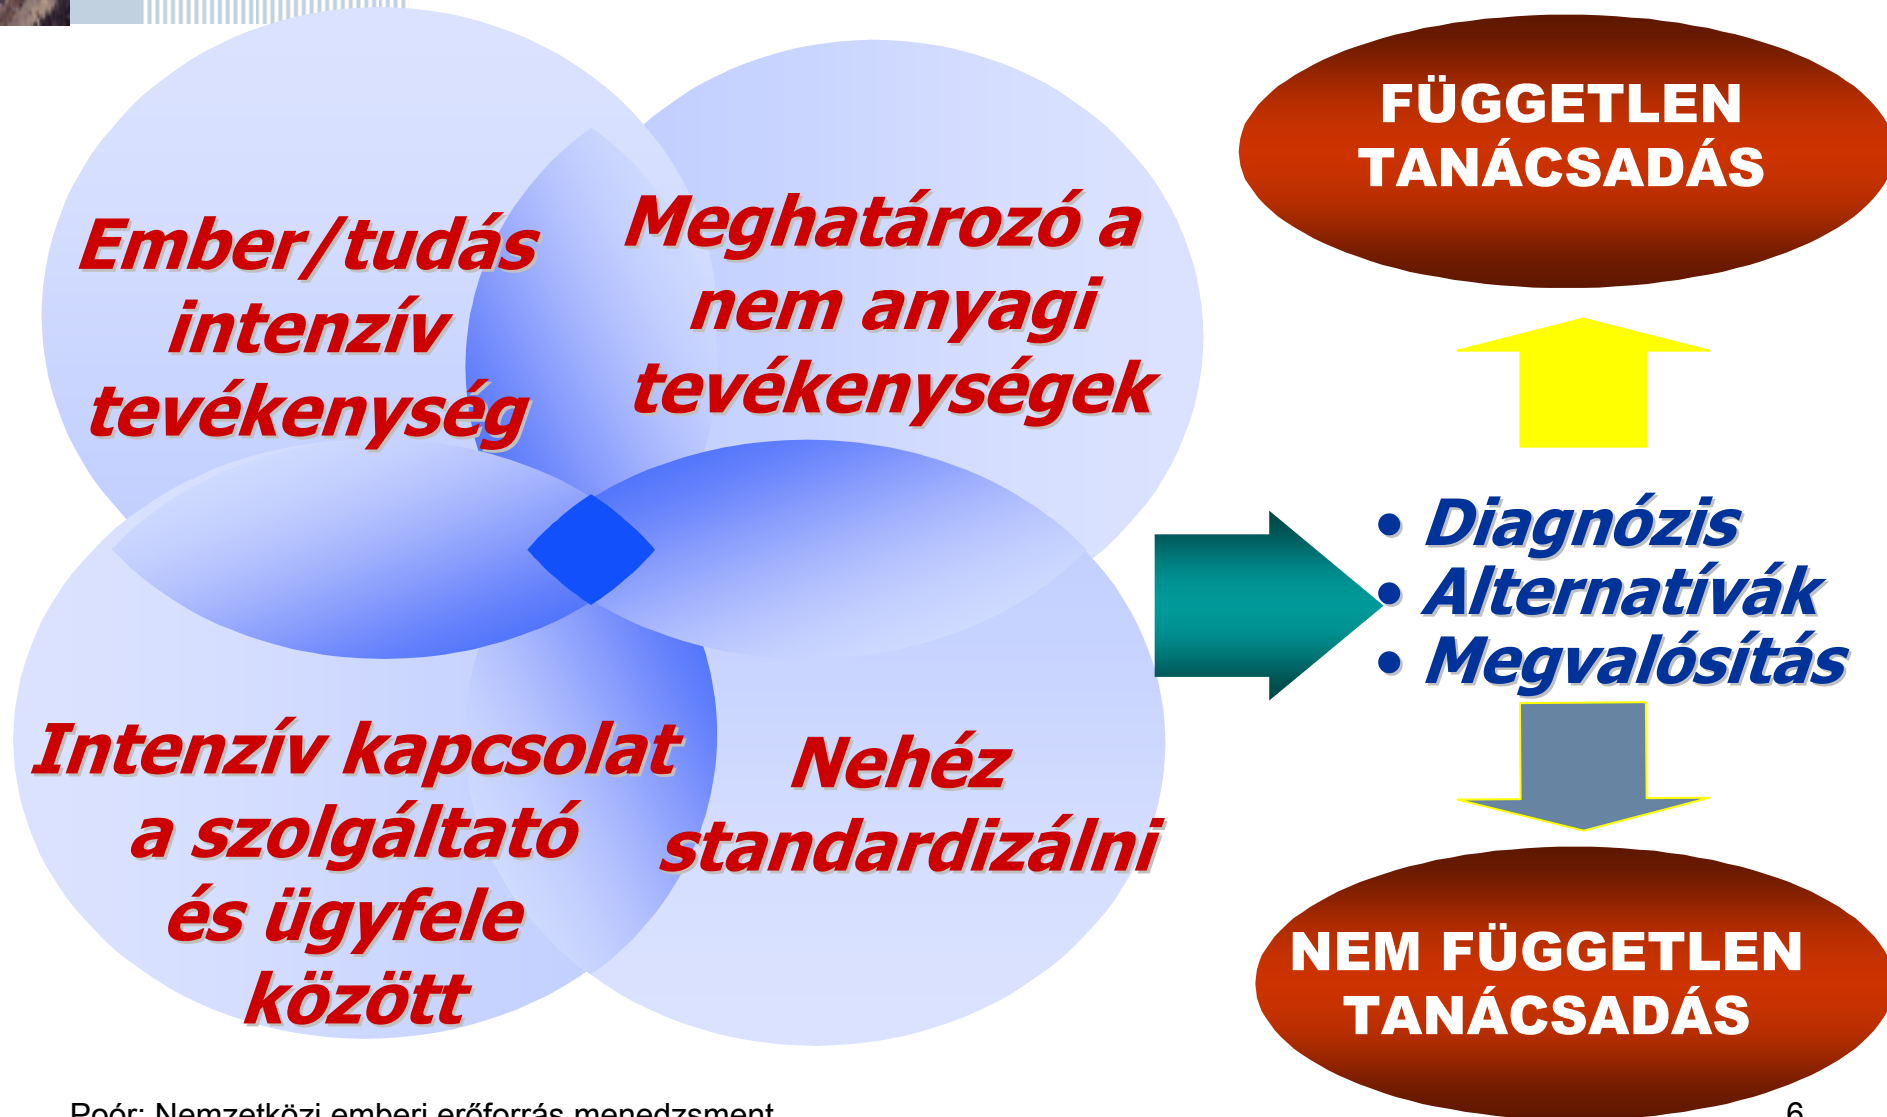 Ember/tudás
intenzív
tevékenység
Meghatározó a
nem anyagi
tevékenységek
Intenzív kapcsolat
a szolgáltató
és ügyfele
között
Nehéz
standardizálni
FÜGGETLEN
TANÁCSADÁS
• Diagnózis
• Alternatívák
• Megvalósítás
NEM FÜGGETLEN
TANÁCSADÁS
Poór: Nemzetközi emberi erőforrás menedzsment
6